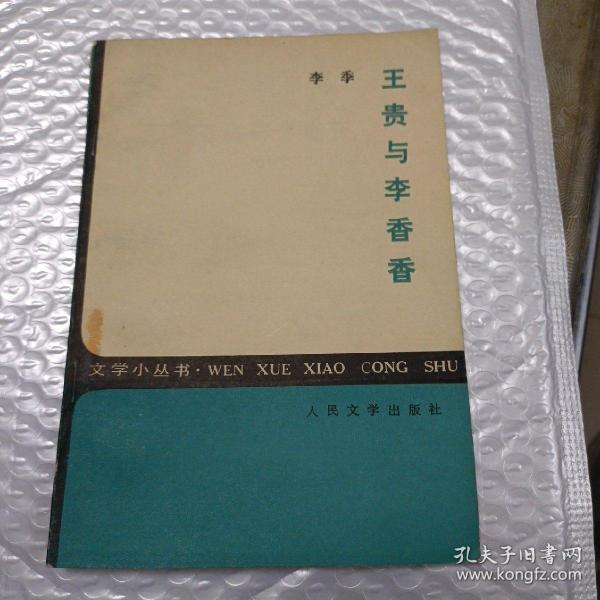 王贵与李香香
李季
文学小丛书·WEN XUE XIAO CONG SHU
人民文学出版社
孔夫子旧书网
www.kongfz.com